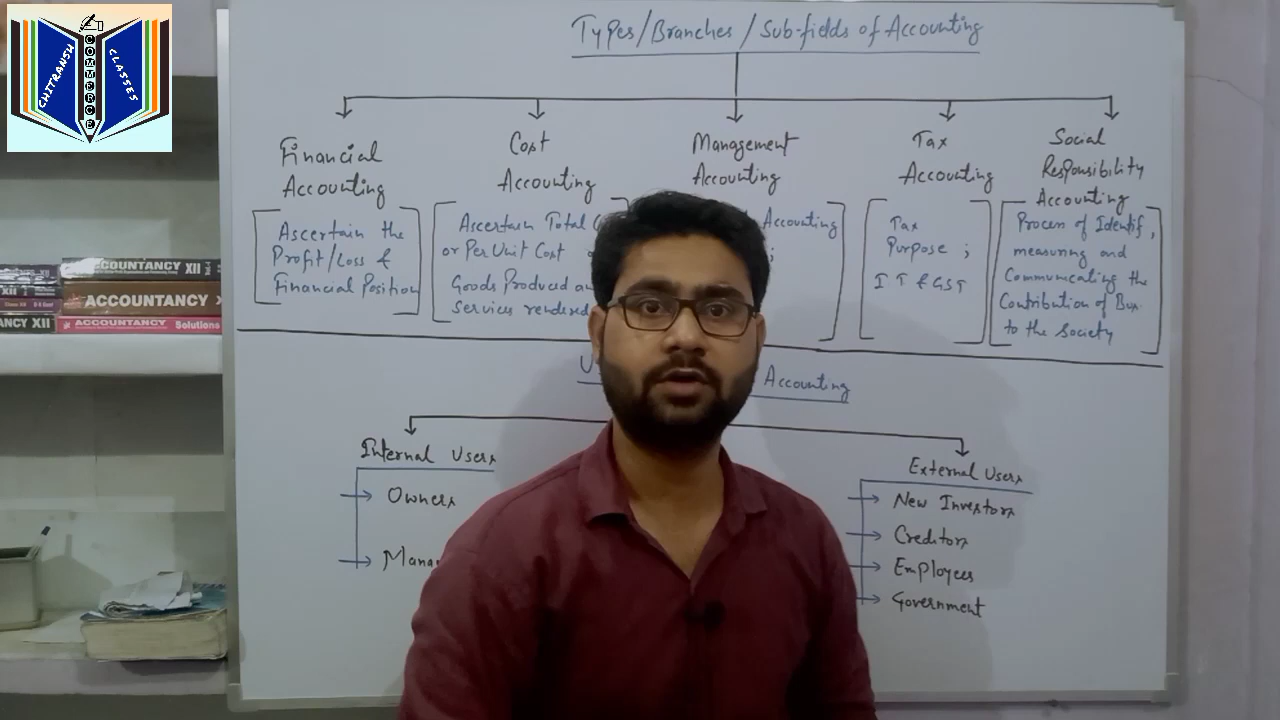 CHITRANSH
COMMERCE
CLASSES
Types/Branches/Sub-fields of Accounting
Financial
Accounting
Ascertain the
Profit/Loss &
Financial Position
Cost
Accounting
Ascertain Total
or Per Unit Cost
Goods Produced
Services rendered
Management
Accounting
Accounting
;
Tax
Accounting
Tax
Purpose ;
IT & GST
Social
Responsibility
Accounting
Process of Identif,
measuring and
Communicating the
Contribution of Bus.
to the Society
Accounting
Internal Users
Owners
External Users
New Investors
Creditors
Employees
Government
ACCOUNTANCY XII
ACCOUNTANCY
ACCOUNTANCY Solutions
XII